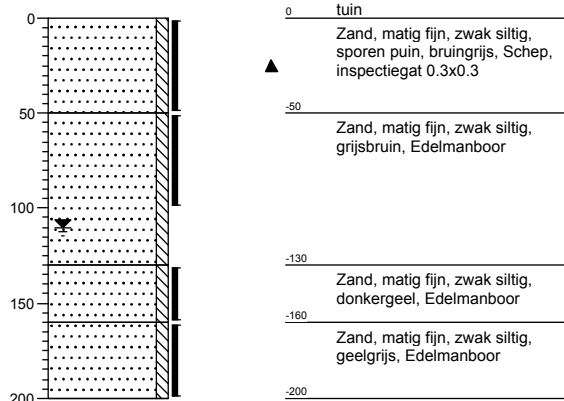 0
50
100
150
200
0 tuin
Zand, matig fijn, zwak siltig,
sporen puin, bruingrijs, Schep,
inspectiegat 0.3x0.3
-50
Zand, matig fijn, zwak siltig,
grijsbruin, Edelmanboor
-130
Zand, matig fijn, zwak siltig,
donkergeel, Edelmanboor
-160
Zand, matig fijn, zwak siltig,
geelgrijs, Edelmanboor
-200